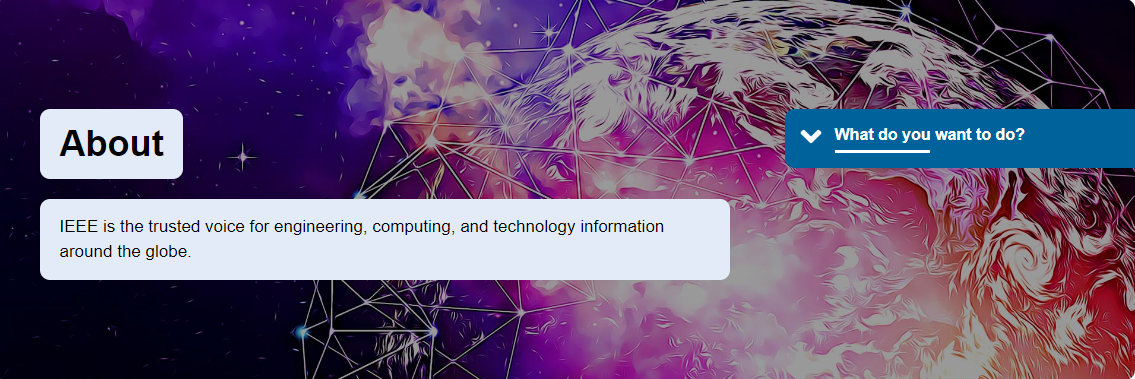 About
What do you want to do?
IEEE is the trusted voice for engineering, computing, and technology information
around the globe.